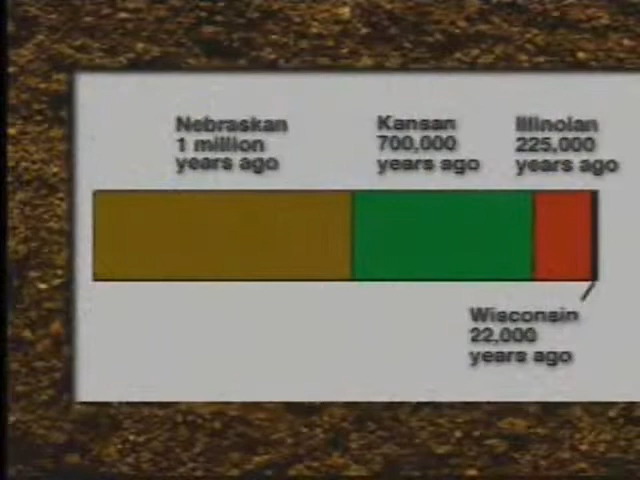 Nebraskan
1 million
years ago
Kansan
700,000
years ago
Illinoian
225,000
years ago
Wisconsin
22,000
years ago